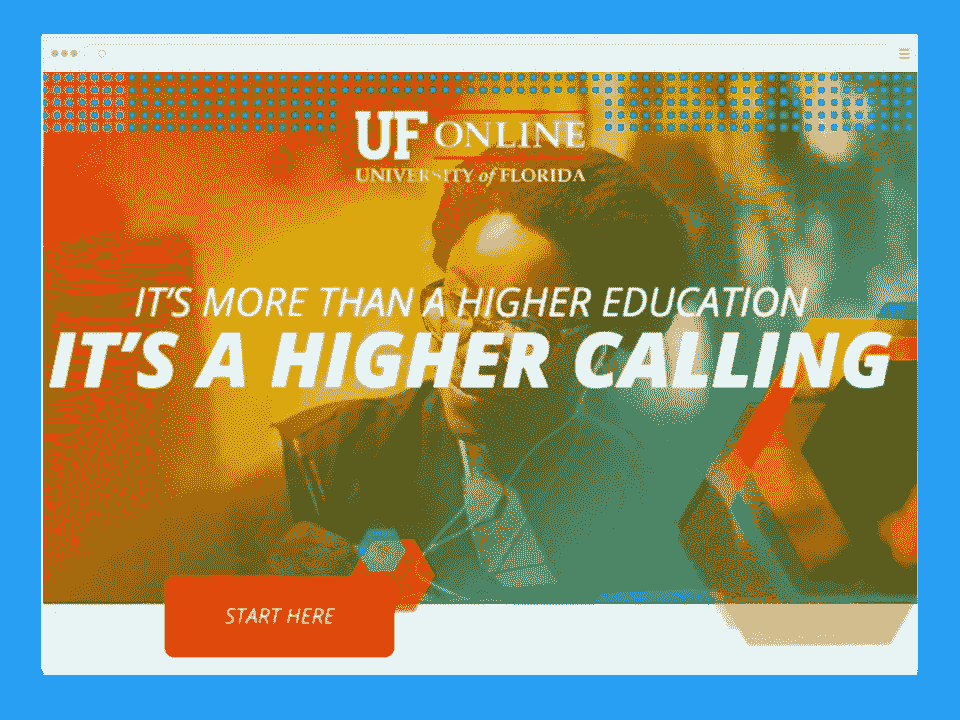 UF ONLINE
UNIVERSITY of FLORIDA
IT'S MORE THAN A HIGHER EDUCATION
IT'S A HIGHER CALLING
START HERE